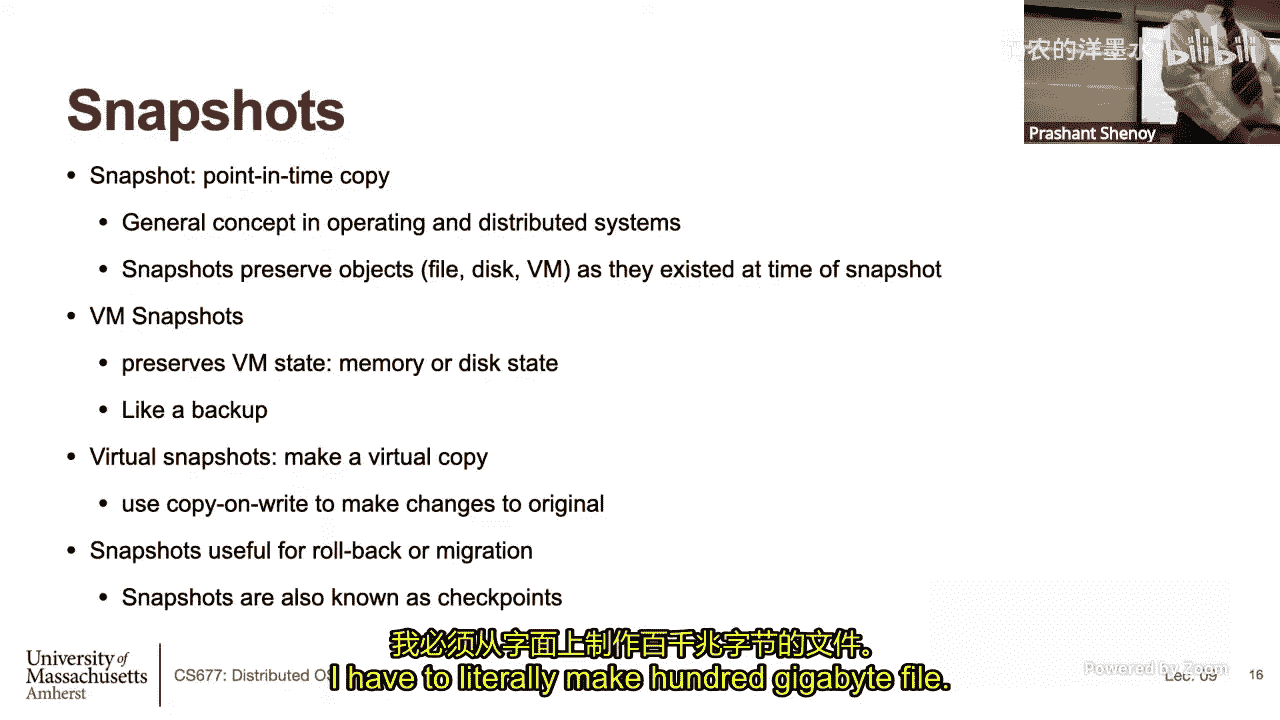 农的洋墨水
bilibili
Prashant Shenoy
Snapshots
• Snapshot: point-in-time copy
• General concept in operating and distributed systems
• Snapshots preserve objects (file, disk, VM) as they existed at time of snapshot
• VM Snapshots
• preserves VM state: memory or disk state
• Like a backup
• Virtual snapshots: make a virtual copy
• use copy-on-write to make changes to original
• Snapshots useful for roll-back or migration
• Snapshots are also known as checkpoints
我必须从字面上制作百千兆字节的文件。
I have to literally make hundred gigabyte file.
University of
Massachusetts
Amherst
CS677: Distributed OS
Powered by Zoom
Lec. 09
16